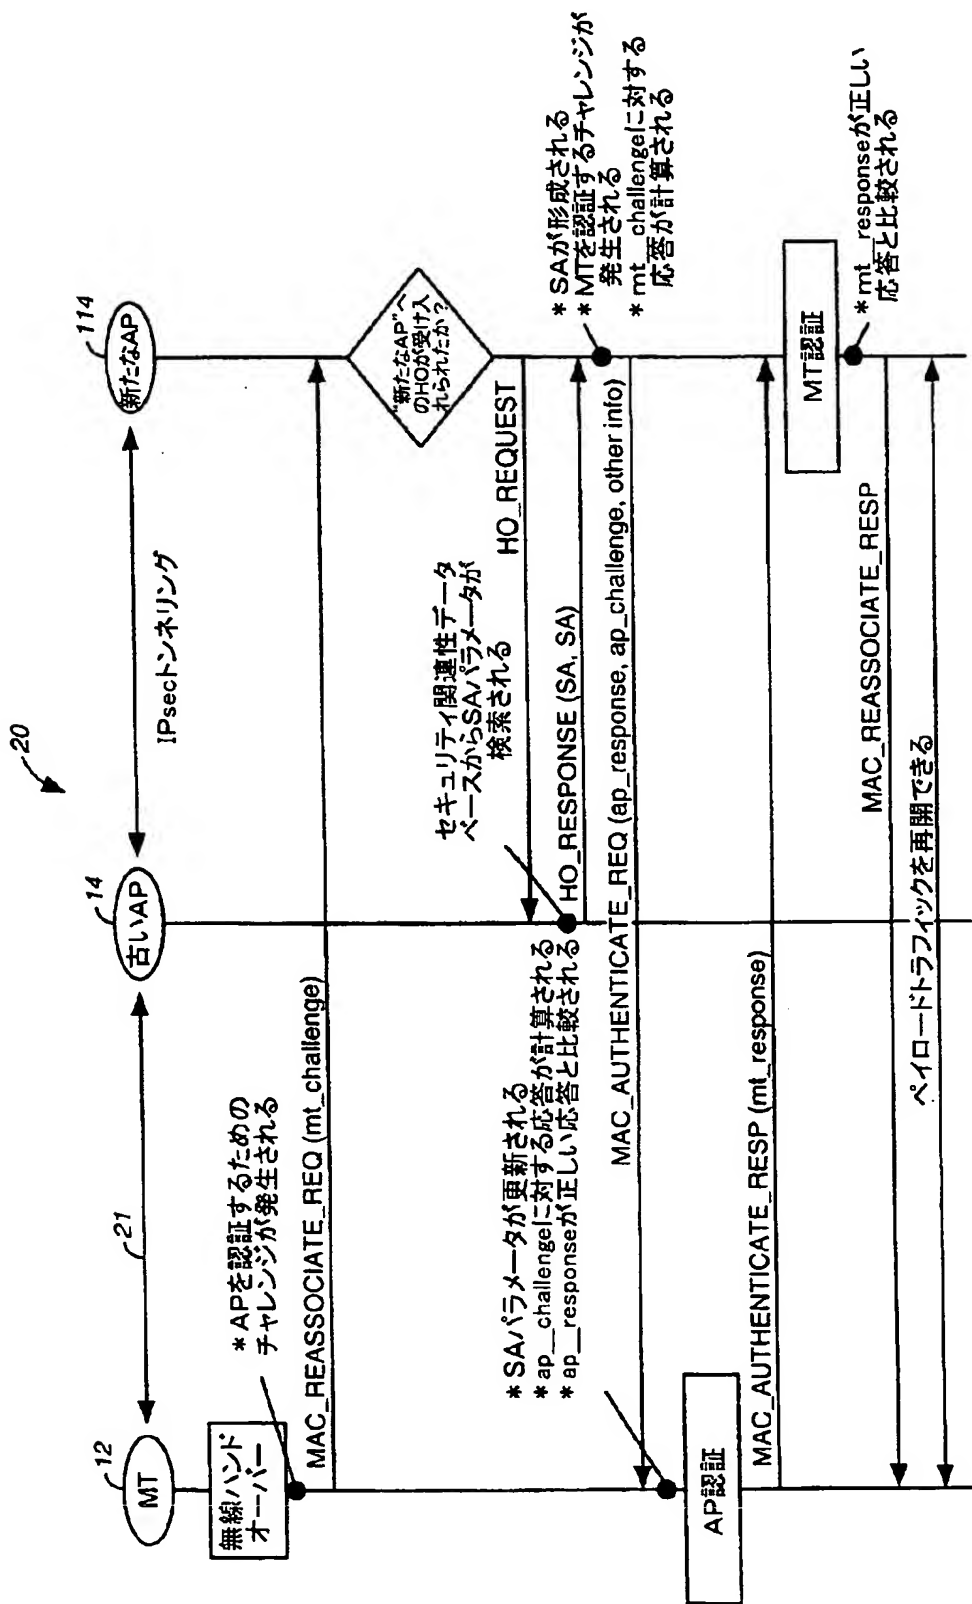 20
12
MT
21
14
古いAP
IPsecトンネリング
114
新たなAP
無線ハンド
オーバー
*APを認証するための
チャレンジが発生される
MAC_REASSOCIATE_REQ (mt_challenge)
"新たなAP"へ
のHOが受け入
れられたか?
HO_REQUEST
セキュリティ関連性データ
ベースからSAパラメータが
検索される
HO_RESPONSE (SA, SA)
*SAが形成される
*MTを認証するチャレンジが
発生される
*mt_challengeに対する
応答が計算される
MAC_AUTHENTICATE_REQ (ap_response, ap_challenge, other info)
*SAパラメータが更新される
*ap__challengeに対する応答が計算される
*ap__responseが正しい応答と比較される
AP認証
MAC_AUTHENTICATE_RESP (mt_response)
MT認証
*mt__responseが正しい
応答と比較される
MAC_REASSOCIATE_RESP
ペイロードトラフィックを再開できる